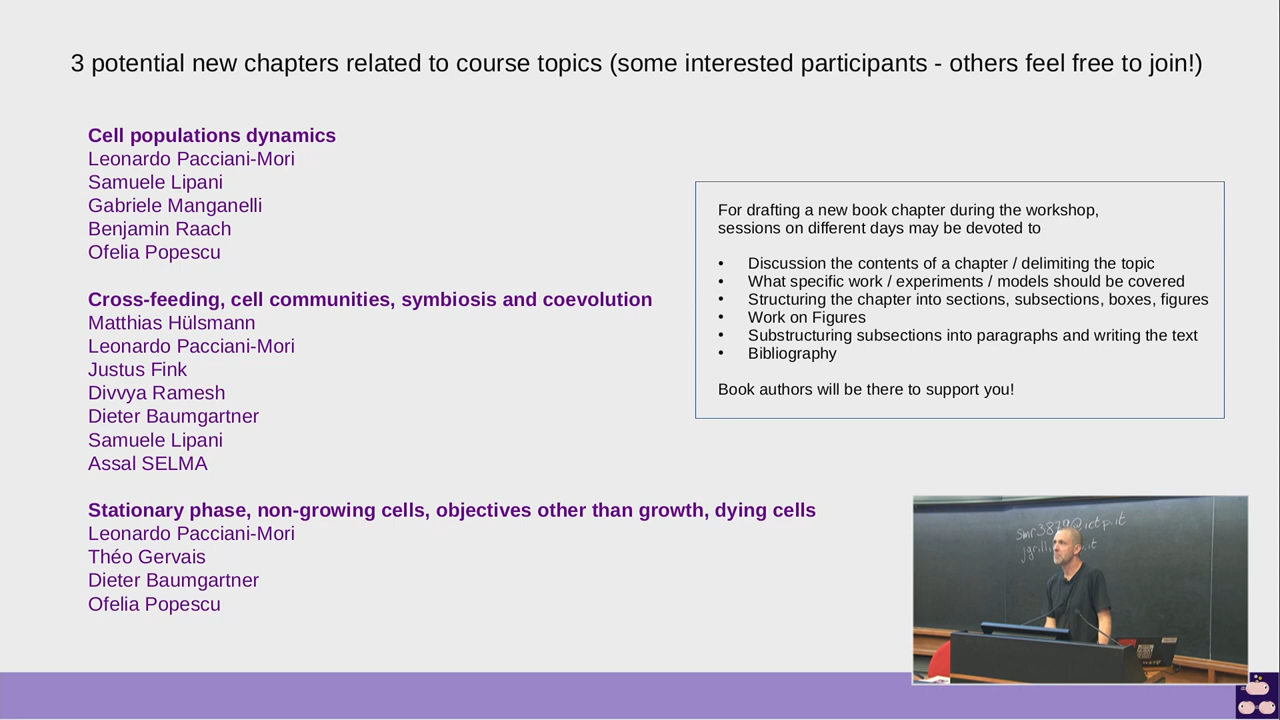 3 potential new chapters related to course topics (some interested participants - others feel free to join!)
Cell populations dynamics
Leonardo Pacciani-Mori
Samuele Lipani
Gabriele Manganelli
Benjamin Raach
Ofelia Popescu
Cross-feeding, cell communities, symbiosis and coevolution
Matthias Hülsmann
Leonardo Pacciani-Mori
Justus Fink
Divvya Ramesh
Dieter Baumgartner
Samuele Lipani
Assal SELMA
Stationary phase, non-growing cells, objectives other than growth, dying cells
Leonardo Pacciani-Mori
Théo Gervais
Dieter Baumgartner
Ofelia Popescu
For drafting a new book chapter during the workshop,
sessions on different days may be devoted to
• Discussion the contents of a chapter / delimiting the topic
• What specific work / experiments / models should be covered
• Structuring the chapter into sections, subsections, boxes, figures
• Work on Figures
• Substructuring subsections into paragraphs and writing the text
• Bibliography
Book authors will be there to support you!
smr3879@ictp.it